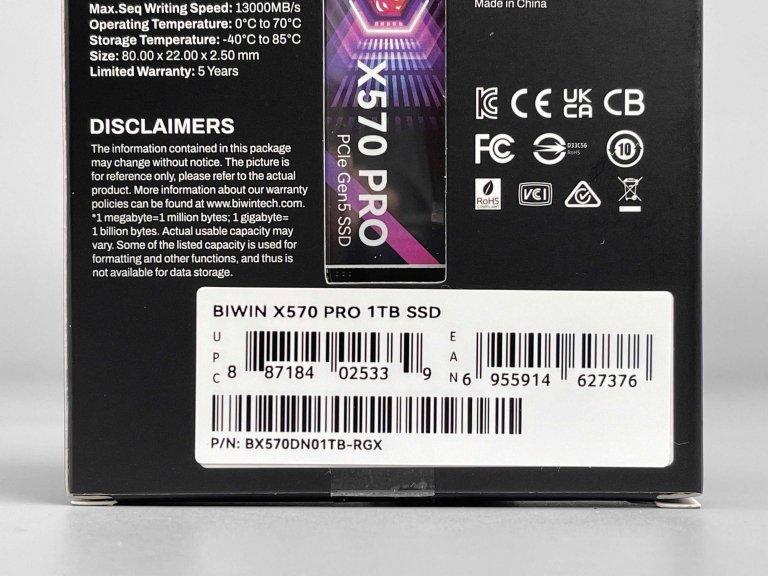 Max.Seq Writing Speed: 13000MB/s
Operating Temperature: 0°C to 70°C
Storage Temperature: -40°C to 85°C
Size: 80.00 x 22.00 x 2.50 mm
Limited Warranty: 5 Years
DISCLAIMERS
The information contained in this package
may change without notice. The picture is
for reference only, please refer to the actual
product. More information about our warranty
policies can be found at www.biwintech.com.
*1 megabyte=1 million bytes; 1 gigabyte=
1 billion bytes. Actual usable capacity may
vary. Some of the listed capacity is used for
formatting and other functions, and thus is
not available for data storage.
X570 PRO
PCIe Gen5 SSD
Made in China
CE UK CA CB
FC D33C56 RoHS 10
RoHS COMPLIANT VCI
BIWIN X570 PRO 1TB SSD
UPC 8 87184 02533 9
EAN 6 955914 627376
P/N: BX570DN01TB-RGX